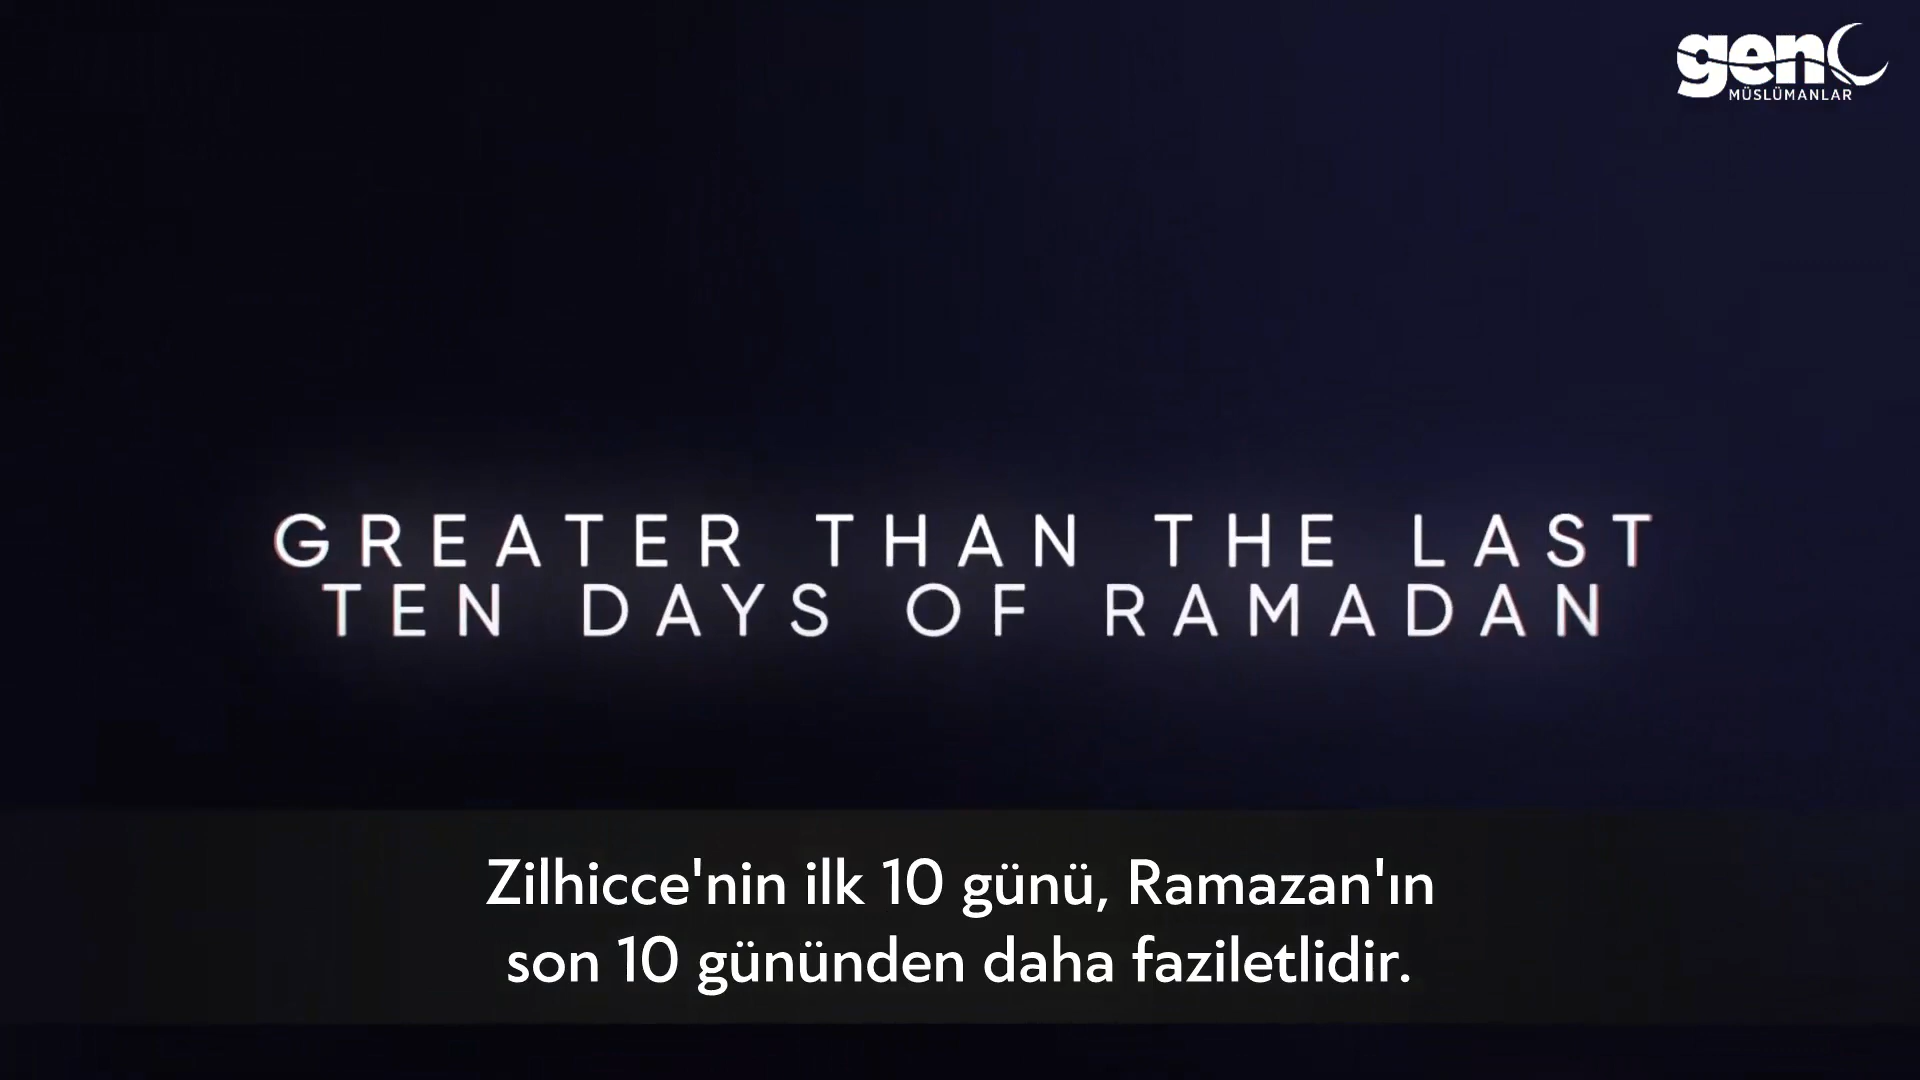 genç
MÜSLÜMANLAR
GREATER THAN THE LAST
TEN DAYS OF RAMADAN
Zilhicce'nin ilk 10 günü, Ramazan'ın
son 10 gününden daha faziletlidir.